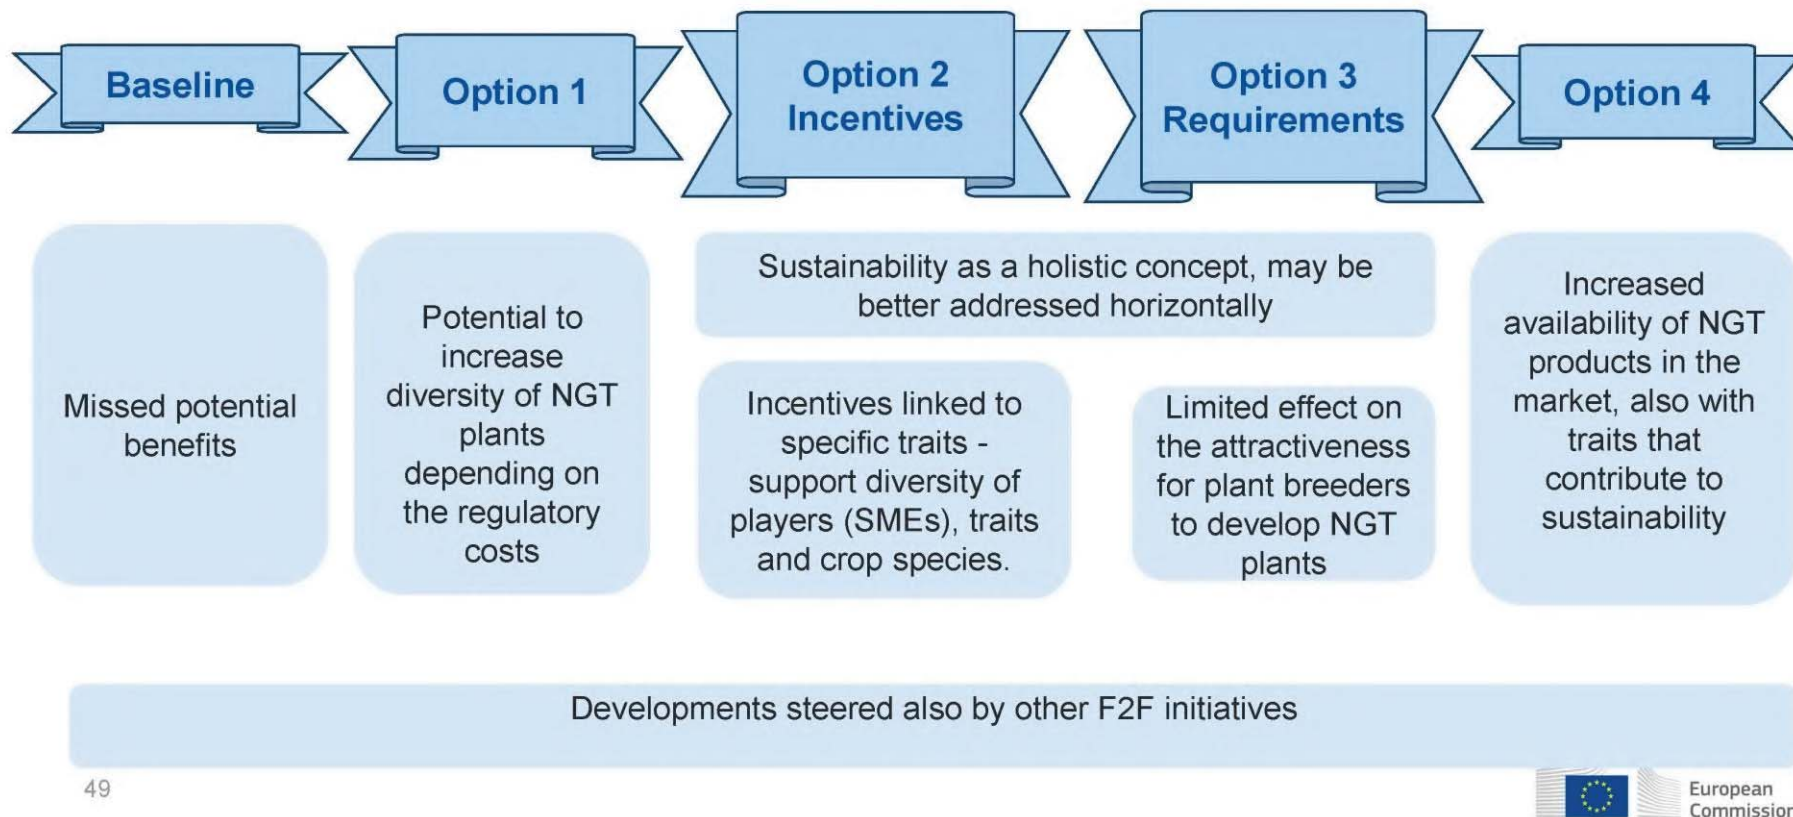 Baseline
Option 1
Option 2
Incentives
Option 3
Requirements
Option 4
Missed potential
benefits
Potential to
increase
diversity of NGT
plants
depending on
the regulatory
costs
Sustainability as a holistic concept, may be
better addressed horizontally
Incentives linked to
specific traits -
support diversity of
players (SMEs), traits
and crop species.
Limited effect on
the attractiveness
for plant breeders
to develop NGT
plants
Increased
availability of NGT
products in the
market, also with
traits that
contribute to
sustainability
Developments steered also by other F2F initiatives
49
European
Commission